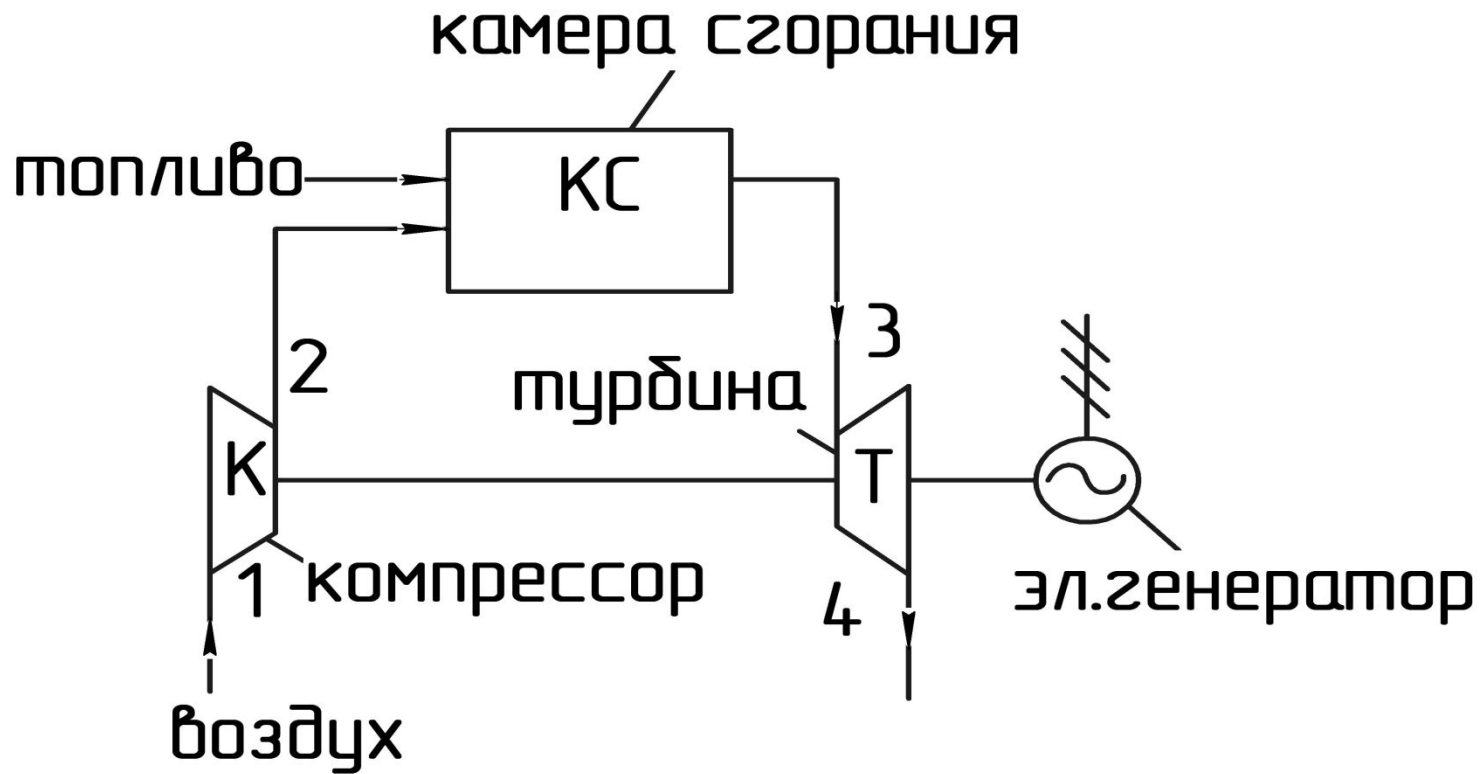 камера сгорания
топливо
КС
2
3
турбина
К
Т
1
компрессор
4
эл.генератор
воздух